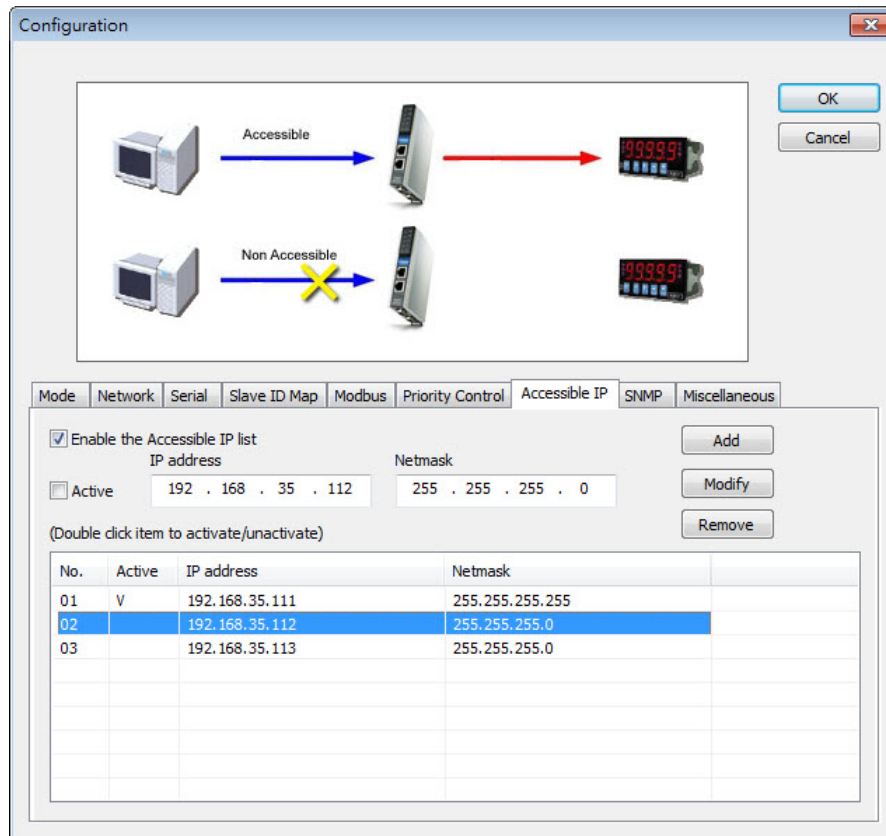 Configuration
OK
Cancel
Accessible
99999
Non Accessible
99999
Mode Network Serial Slave ID Map Modbus Priority Control Accessible IP SNMP Miscellaneous
Enable the Accessible IP list
Add
IP address Netmask
Active 192 . 168 . 35 . 112 255 . 255 . 255 . 0
Modify
Remove
(Double click item to activate/unactivate)
No. Active IP address Netmask
01 V 192.168.35.111 255.255.255.255
02 192.168.35.112 255.255.255.0
03 192.168.35.113 255.255.255.0